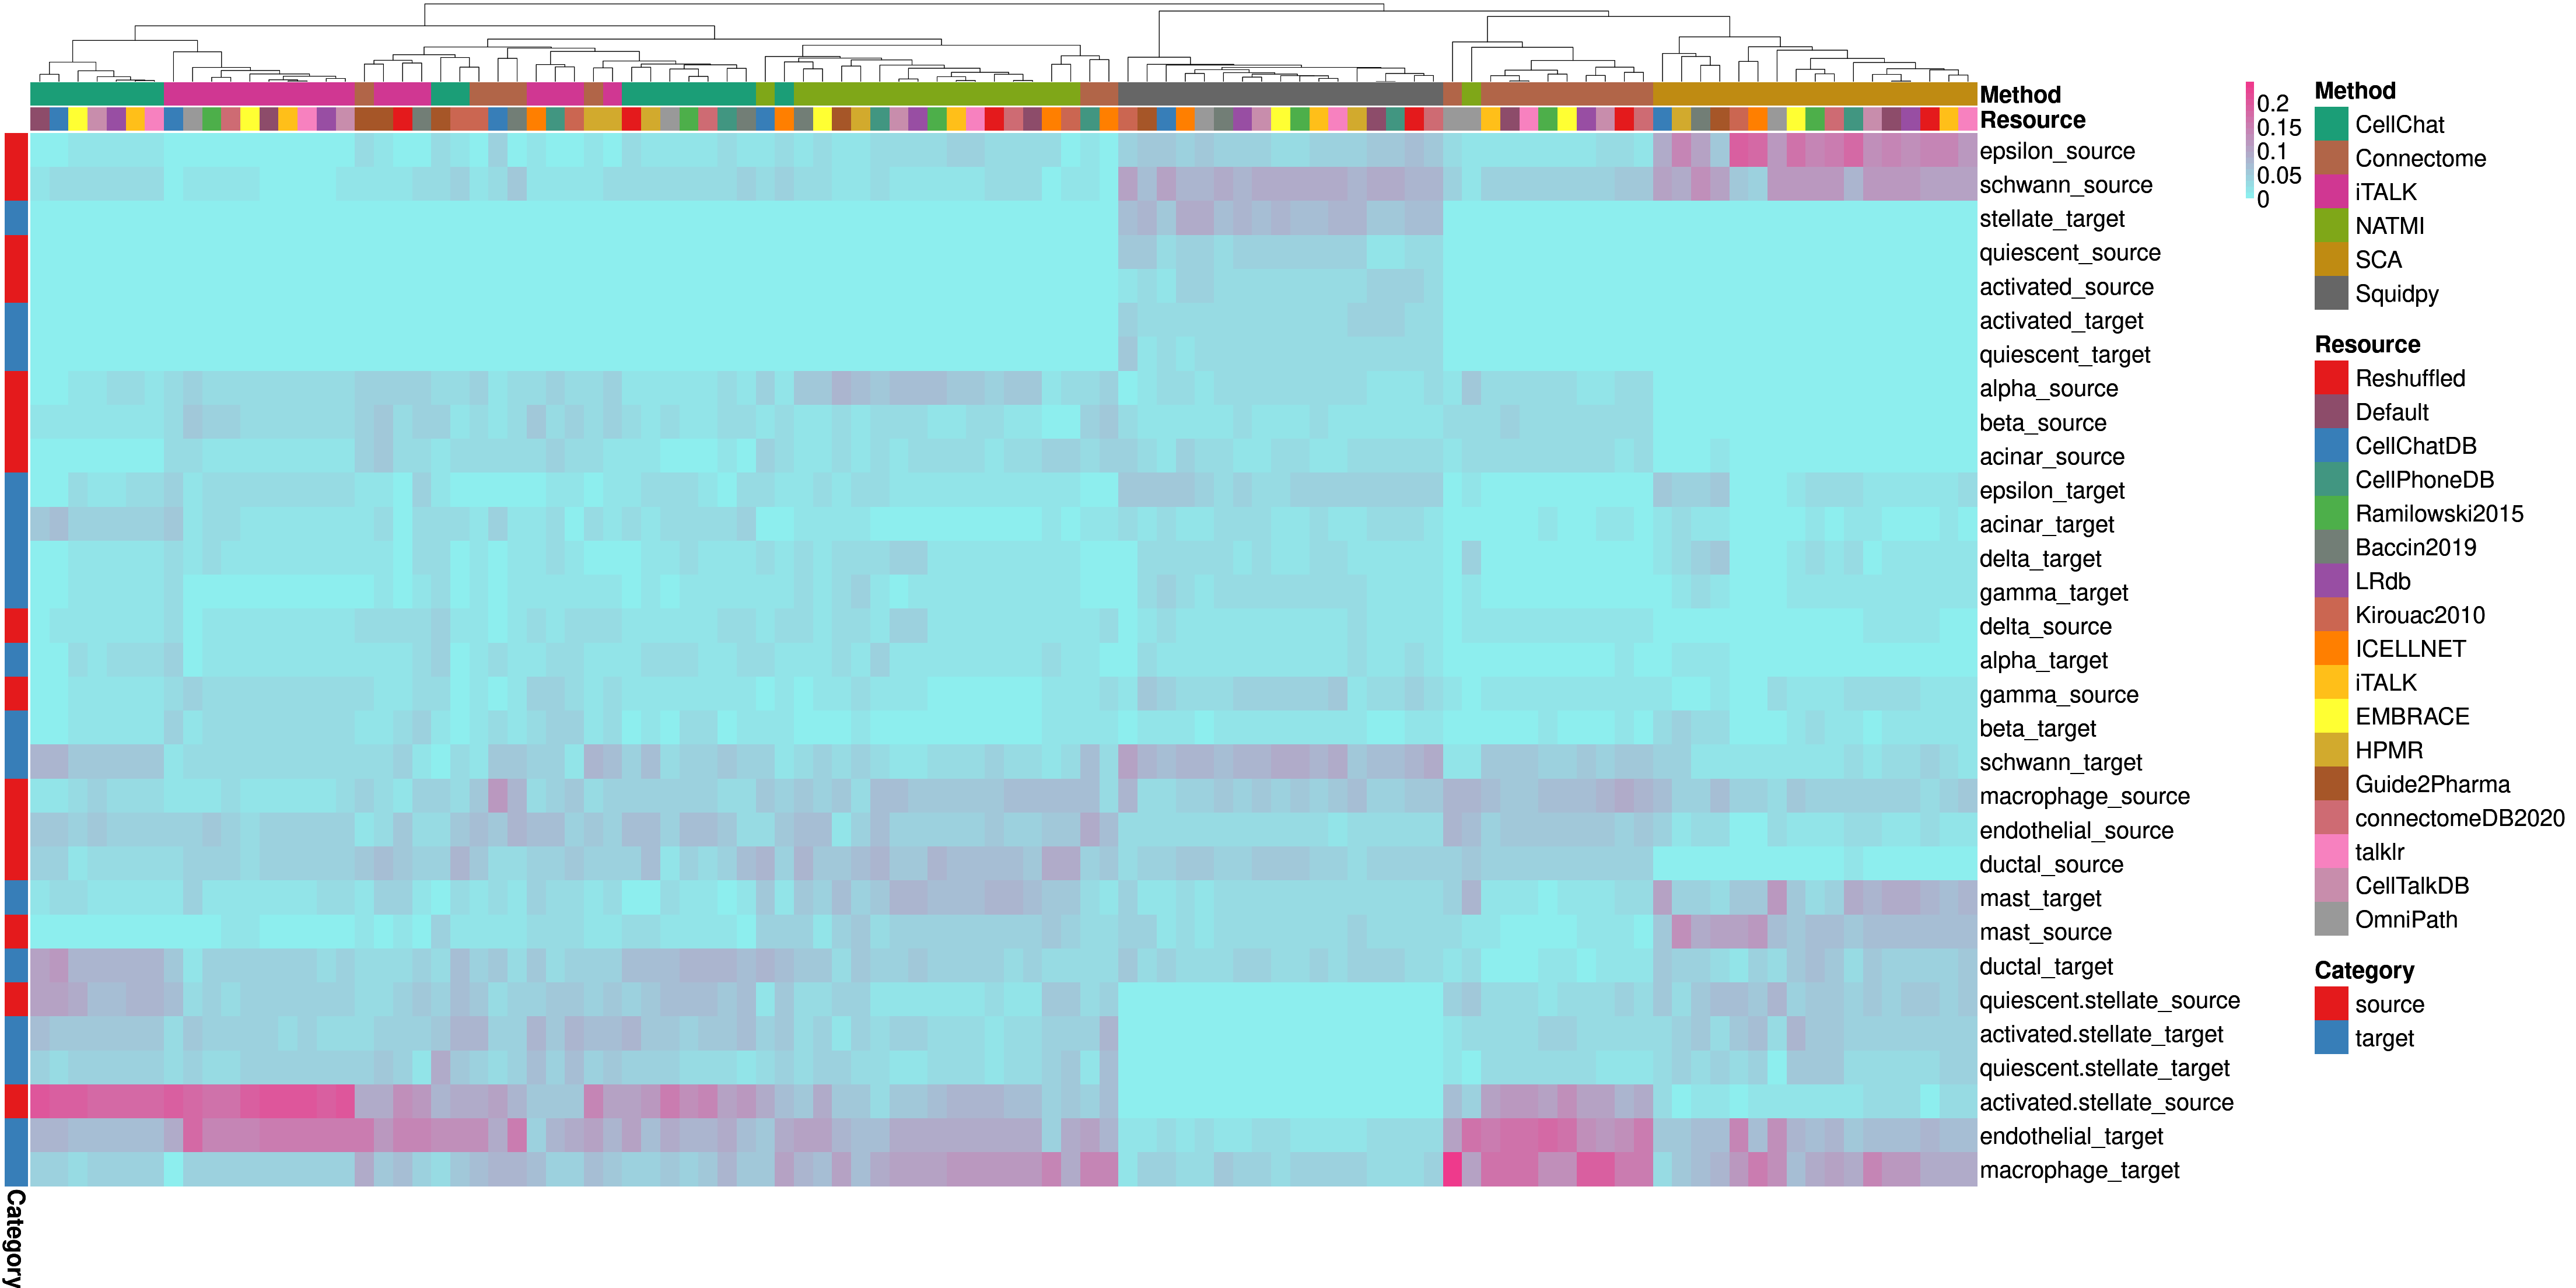 Method
Resource
epsilon_source
schwann_source
stellate_target
quiescent_source
activated_source
activated_target
quiescent_target
alpha_source
beta_source
acinar_source
epsilon_target
acinar_target
delta_target
gamma_target
delta_source
alpha_target
gamma_source
beta_target
schwann_target
macrophage_source
endothelial_source
ductal_source
mast_target
mast_source
ductal_target
quiescent.stellate_source
activated.stellate_target
quiescent.stellate_target
activated.stellate_source
endothelial_target
macrophage_target
Category
0.2
0.15
0.1
0.05
0
Method
CellChat
Connectome
iTALK
NATMI
SCA
Squidpy
Resource
Reshuffled
Default
CellChatDB
CellPhoneDB
Ramilowski2015
Baccin2019
LRdb
Kirouac2010
ICELLNET
iTALK
EMBRACE
HPMR
Guide2Pharma
connectomeDB2020
talklr
CellTalkDB
OmniPath
Category
source
target